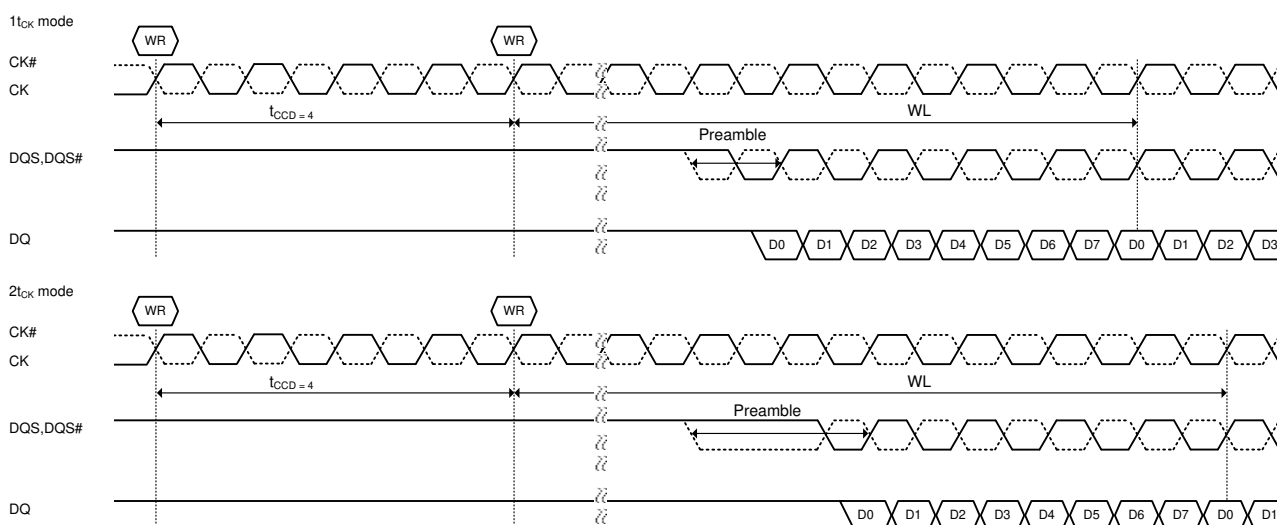 1tCK mode
WR WR
CK#
CK
tCCD = 4 WL
Preamble
DQS,DQS#
DQ D0 D1 D2 D3 D4 D5 D6 D7 D0 D1 D2 D3
2tCK mode
WR WR
CK#
CK
tCCD = 4 WL
Preamble
DQS,DQS#
DQ D0 D1 D2 D3 D4 D5 D6 D7 D0 D1